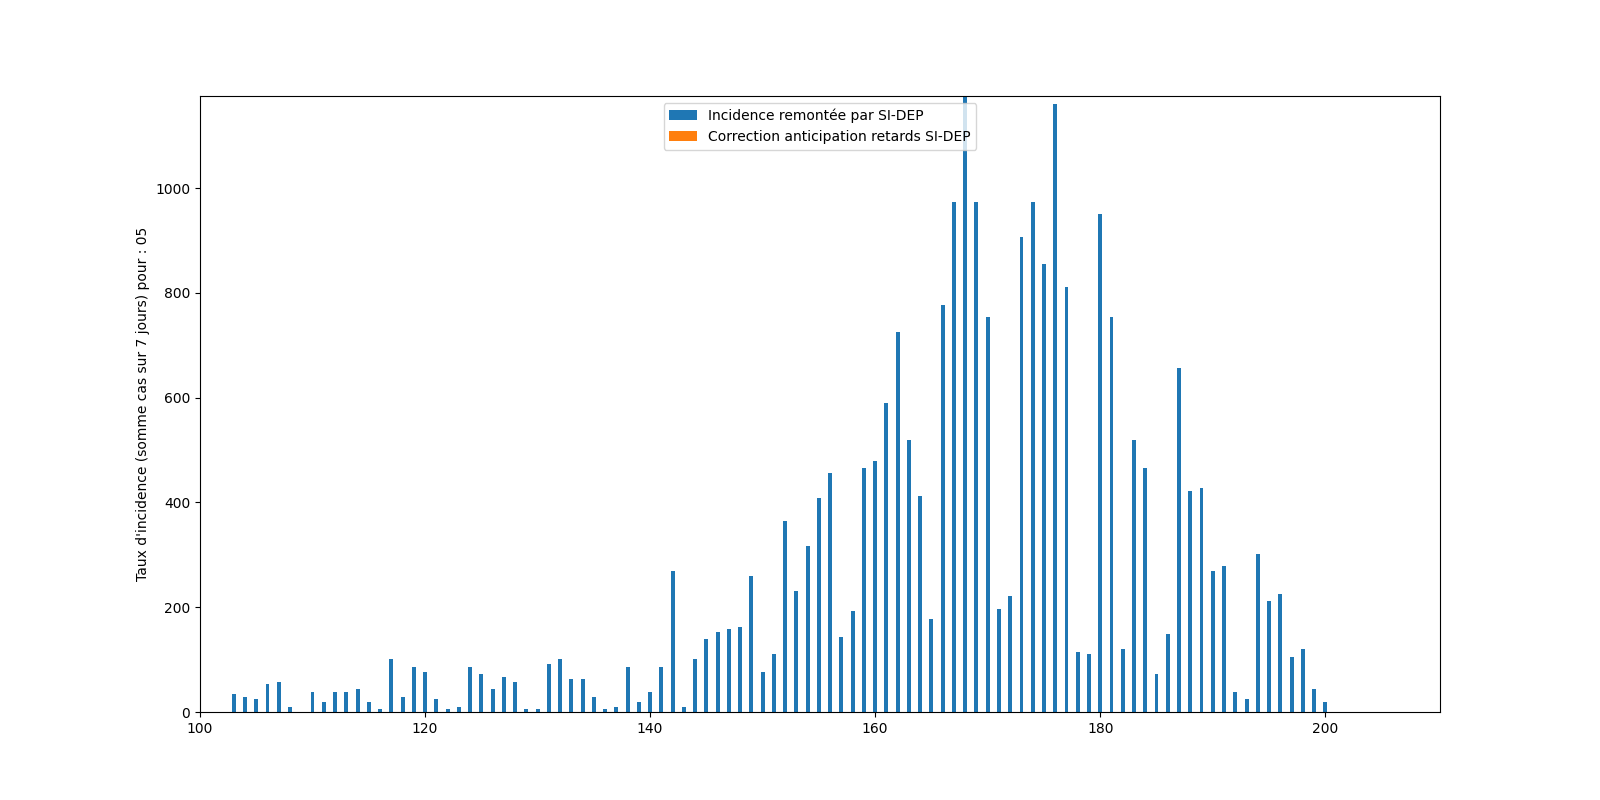 Incidence remontée par SI-DEP
Correction anticipation retards SI-DEP
Taux d'incidence (somme cas sur 7 jours) pour : 05
1000
800
600
400
200
0
100 120 140 160 180 200